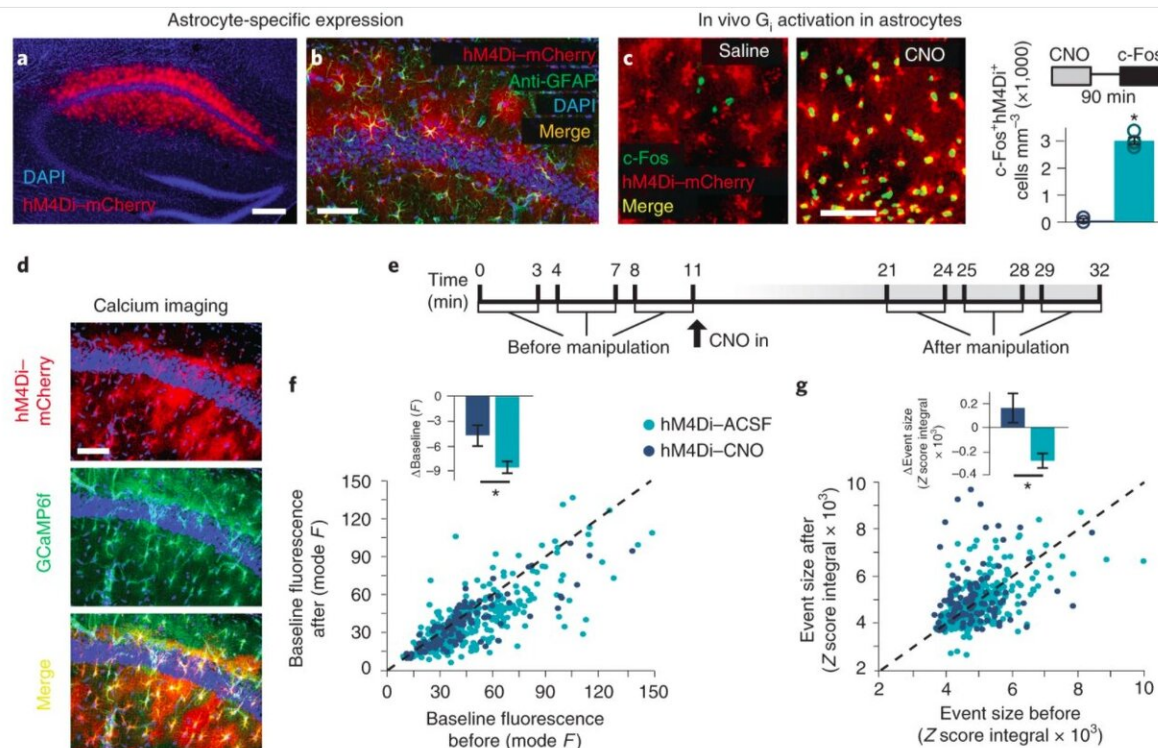 Astrocyte-specific expression
In vivo Gi activation in astrocytes
a
DAPI
hM4Di–mCherry
b
hM4Di–mCherry
Anti-GFAP
DAPI
Merge
c
Saline
c-Fos
hM4Di–mCherry
Merge
CNO
CNO c-Fos
90 min
c-Fos⁺hM4Di⁺
cells mm⁻³ (×1,000)
3
2
1
0
*
d
Calcium imaging
hM4Di–
mCherry
GCaMP6f
Merge
e
Time
(min)
0 3 4 7 8 11 21 24 25 28 29 32
Before manipulation
CNO in
After manipulation
f
ΔBaseline (F)
0
–3
–6
–9
*
hM4Di–ACSF
hM4Di–CNO
Baseline fluorescence
after (mode F)
150
120
90
60
30
0
0 30 60 90 120 150
Baseline fluorescence
before (mode F)
g
ΔEvent size
(Z score integral
× 10³)
0.2
0
–0.2
–0.4
*
Event size after
(Z score integral × 10³)
10
8
6
4
2
2 4 6 8 10
Event size before
(Z score integral × 10³)